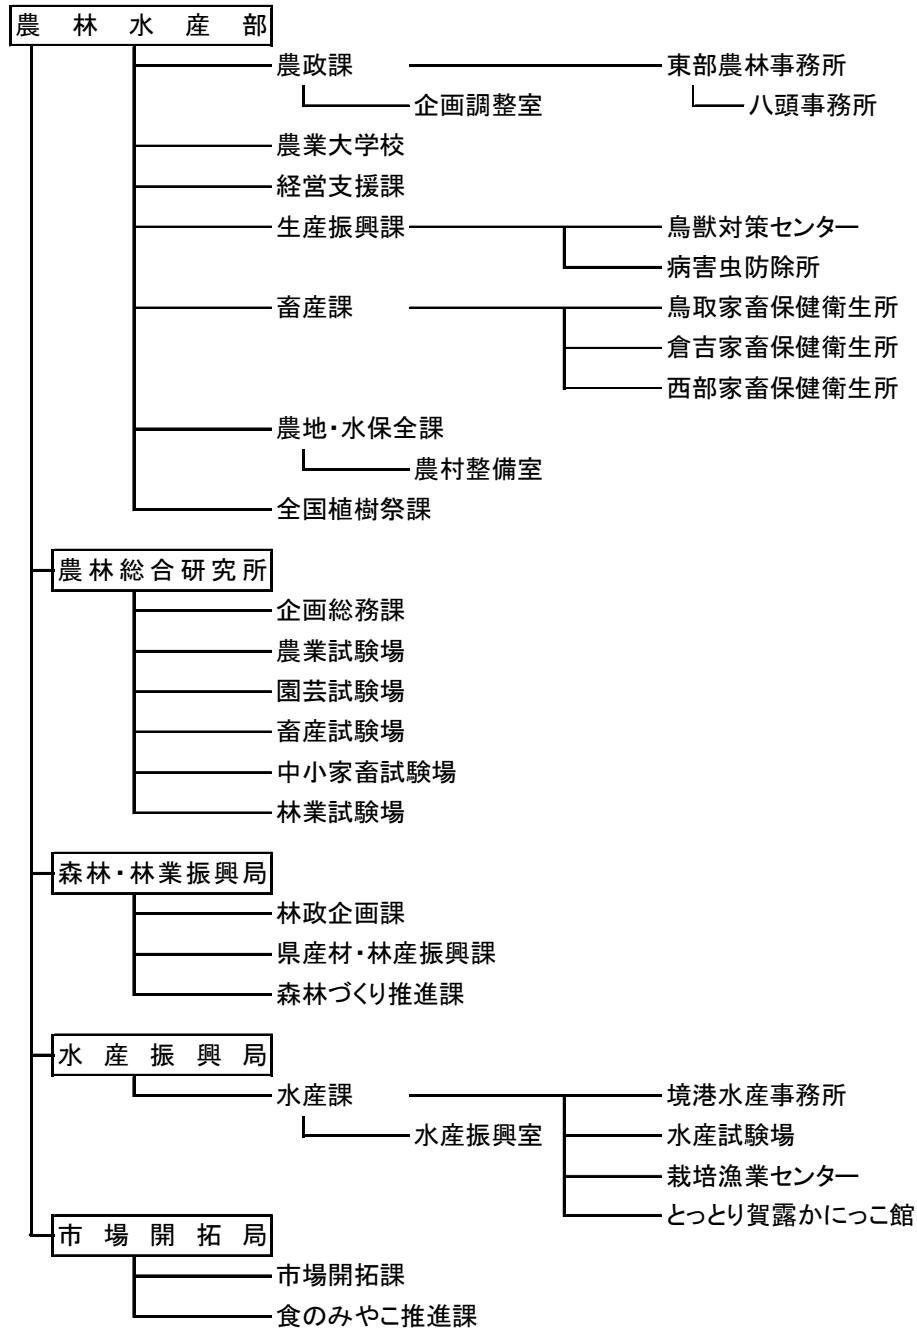 農林水産部
農政課 東部農林事務所
企画調整室 八頭事務所
農業大学校
経営支援課
生産振興課 鳥獣対策センター
病害虫防除所
畜産課 鳥取家畜保健衛生所
倉吉家畜保健衛生所
西部家畜保健衛生所
農地・水保全課
農村整備室
全国植樹祭課
農林総合研究所
企画総務課
農業試験場
園芸試験場
畜産試験場
中小家畜試験場
林業試験場
森林・林業振興局
林政企画課
県産材・林産振興課
森林づくり推進課
水産振興局
水産課 境港水産事務所
水産振興室 水産試験場
栽培漁業センター
とっとり賀露かにっこ館
市場開拓局
市場開拓課
食のみやこ推進課